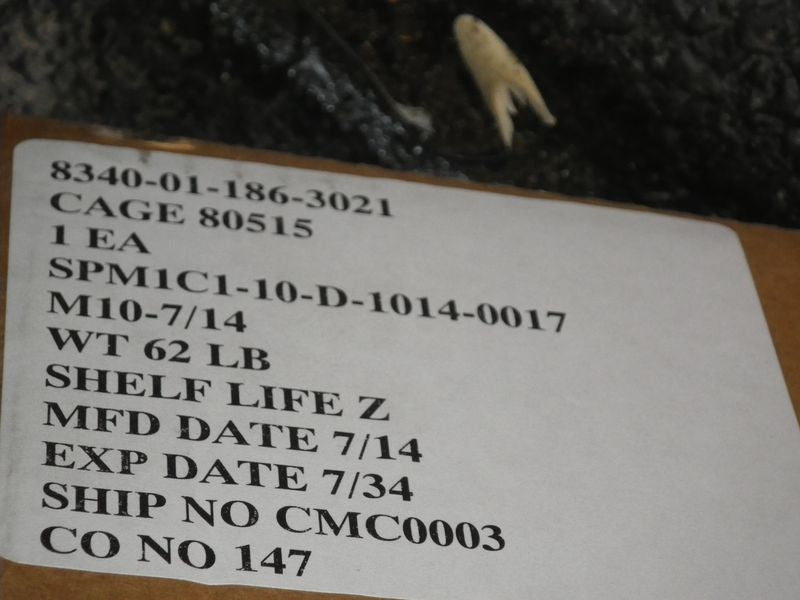 8340-01-186-3021
CAGE 80515
1 EA
SPM1C1-10-D-1014-0017
M10-7/14
WT 62 LB
SHELF LIFE Z
MFD DATE 7/14
EXP DATE 7/34
SHIP NO CMC0003
CO NO 147